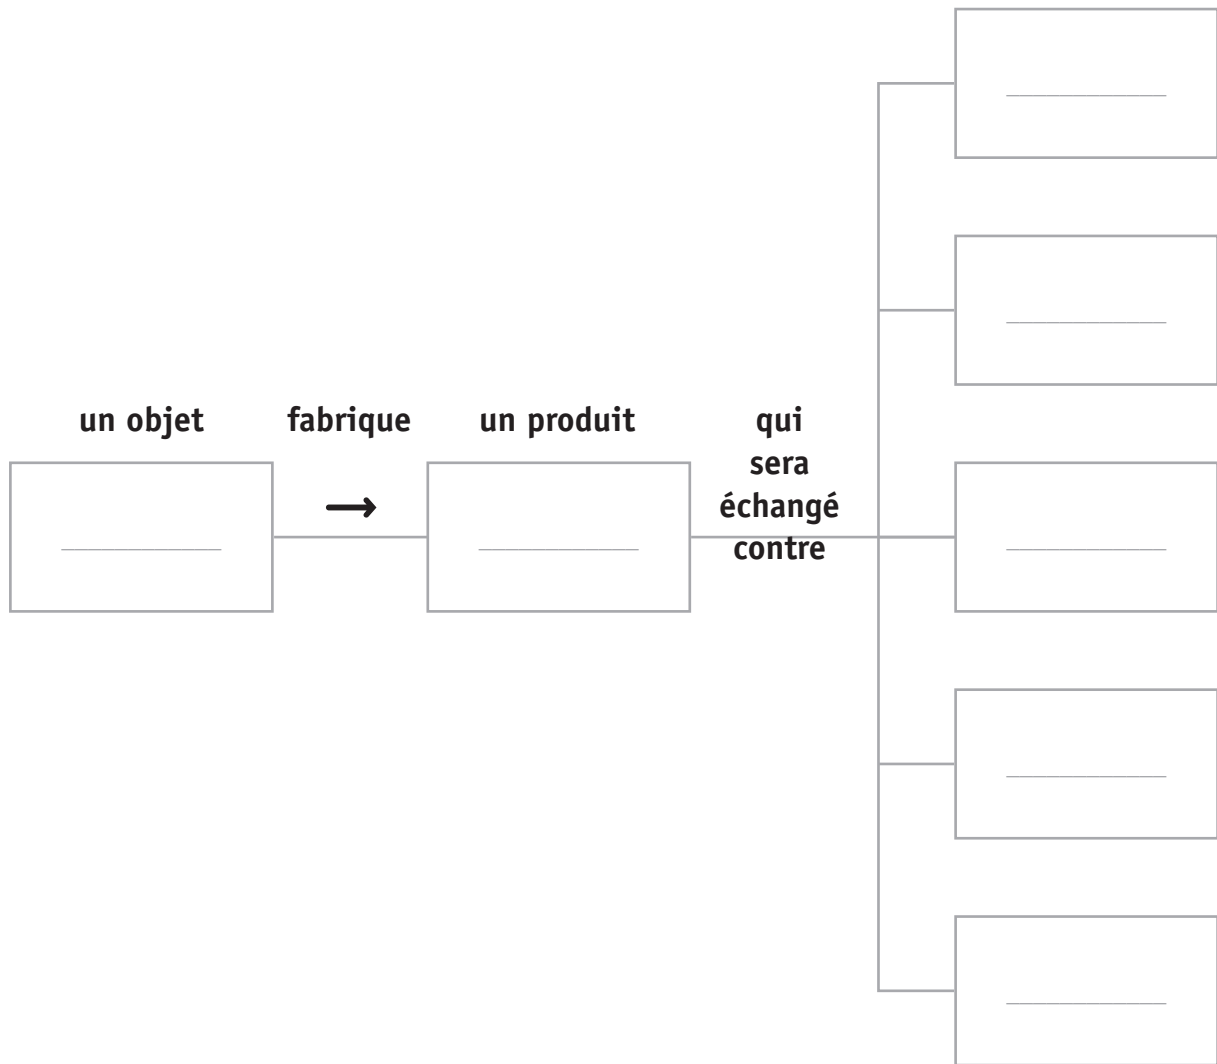 un objet
fabrique
un produit
qui
sera
échangé
contre